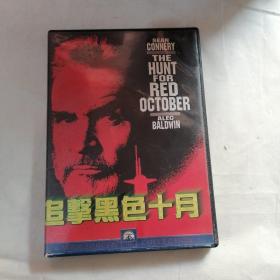 SEAN
CONNERY
THE
HUNT
FOR
RED
OCTOBER
ALEC
BALDWIN
追擊黑色十月